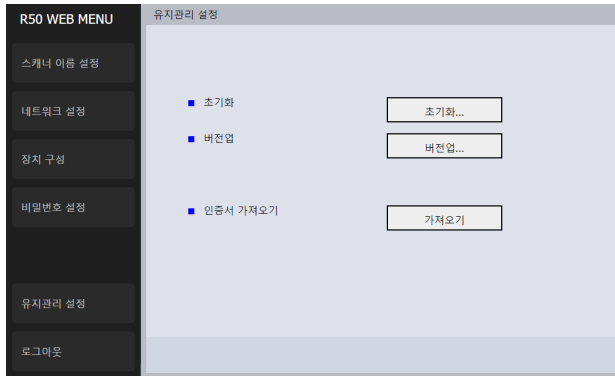 R50 WEB MENU
스캐너 이름 설정
네트워크 설정
장치 구성
비밀번호 설정
유지관리 설정
로그아웃
유지관리 설정
초기화
초기화...
버전업
버전업...
인증서 가져오기
가져오기